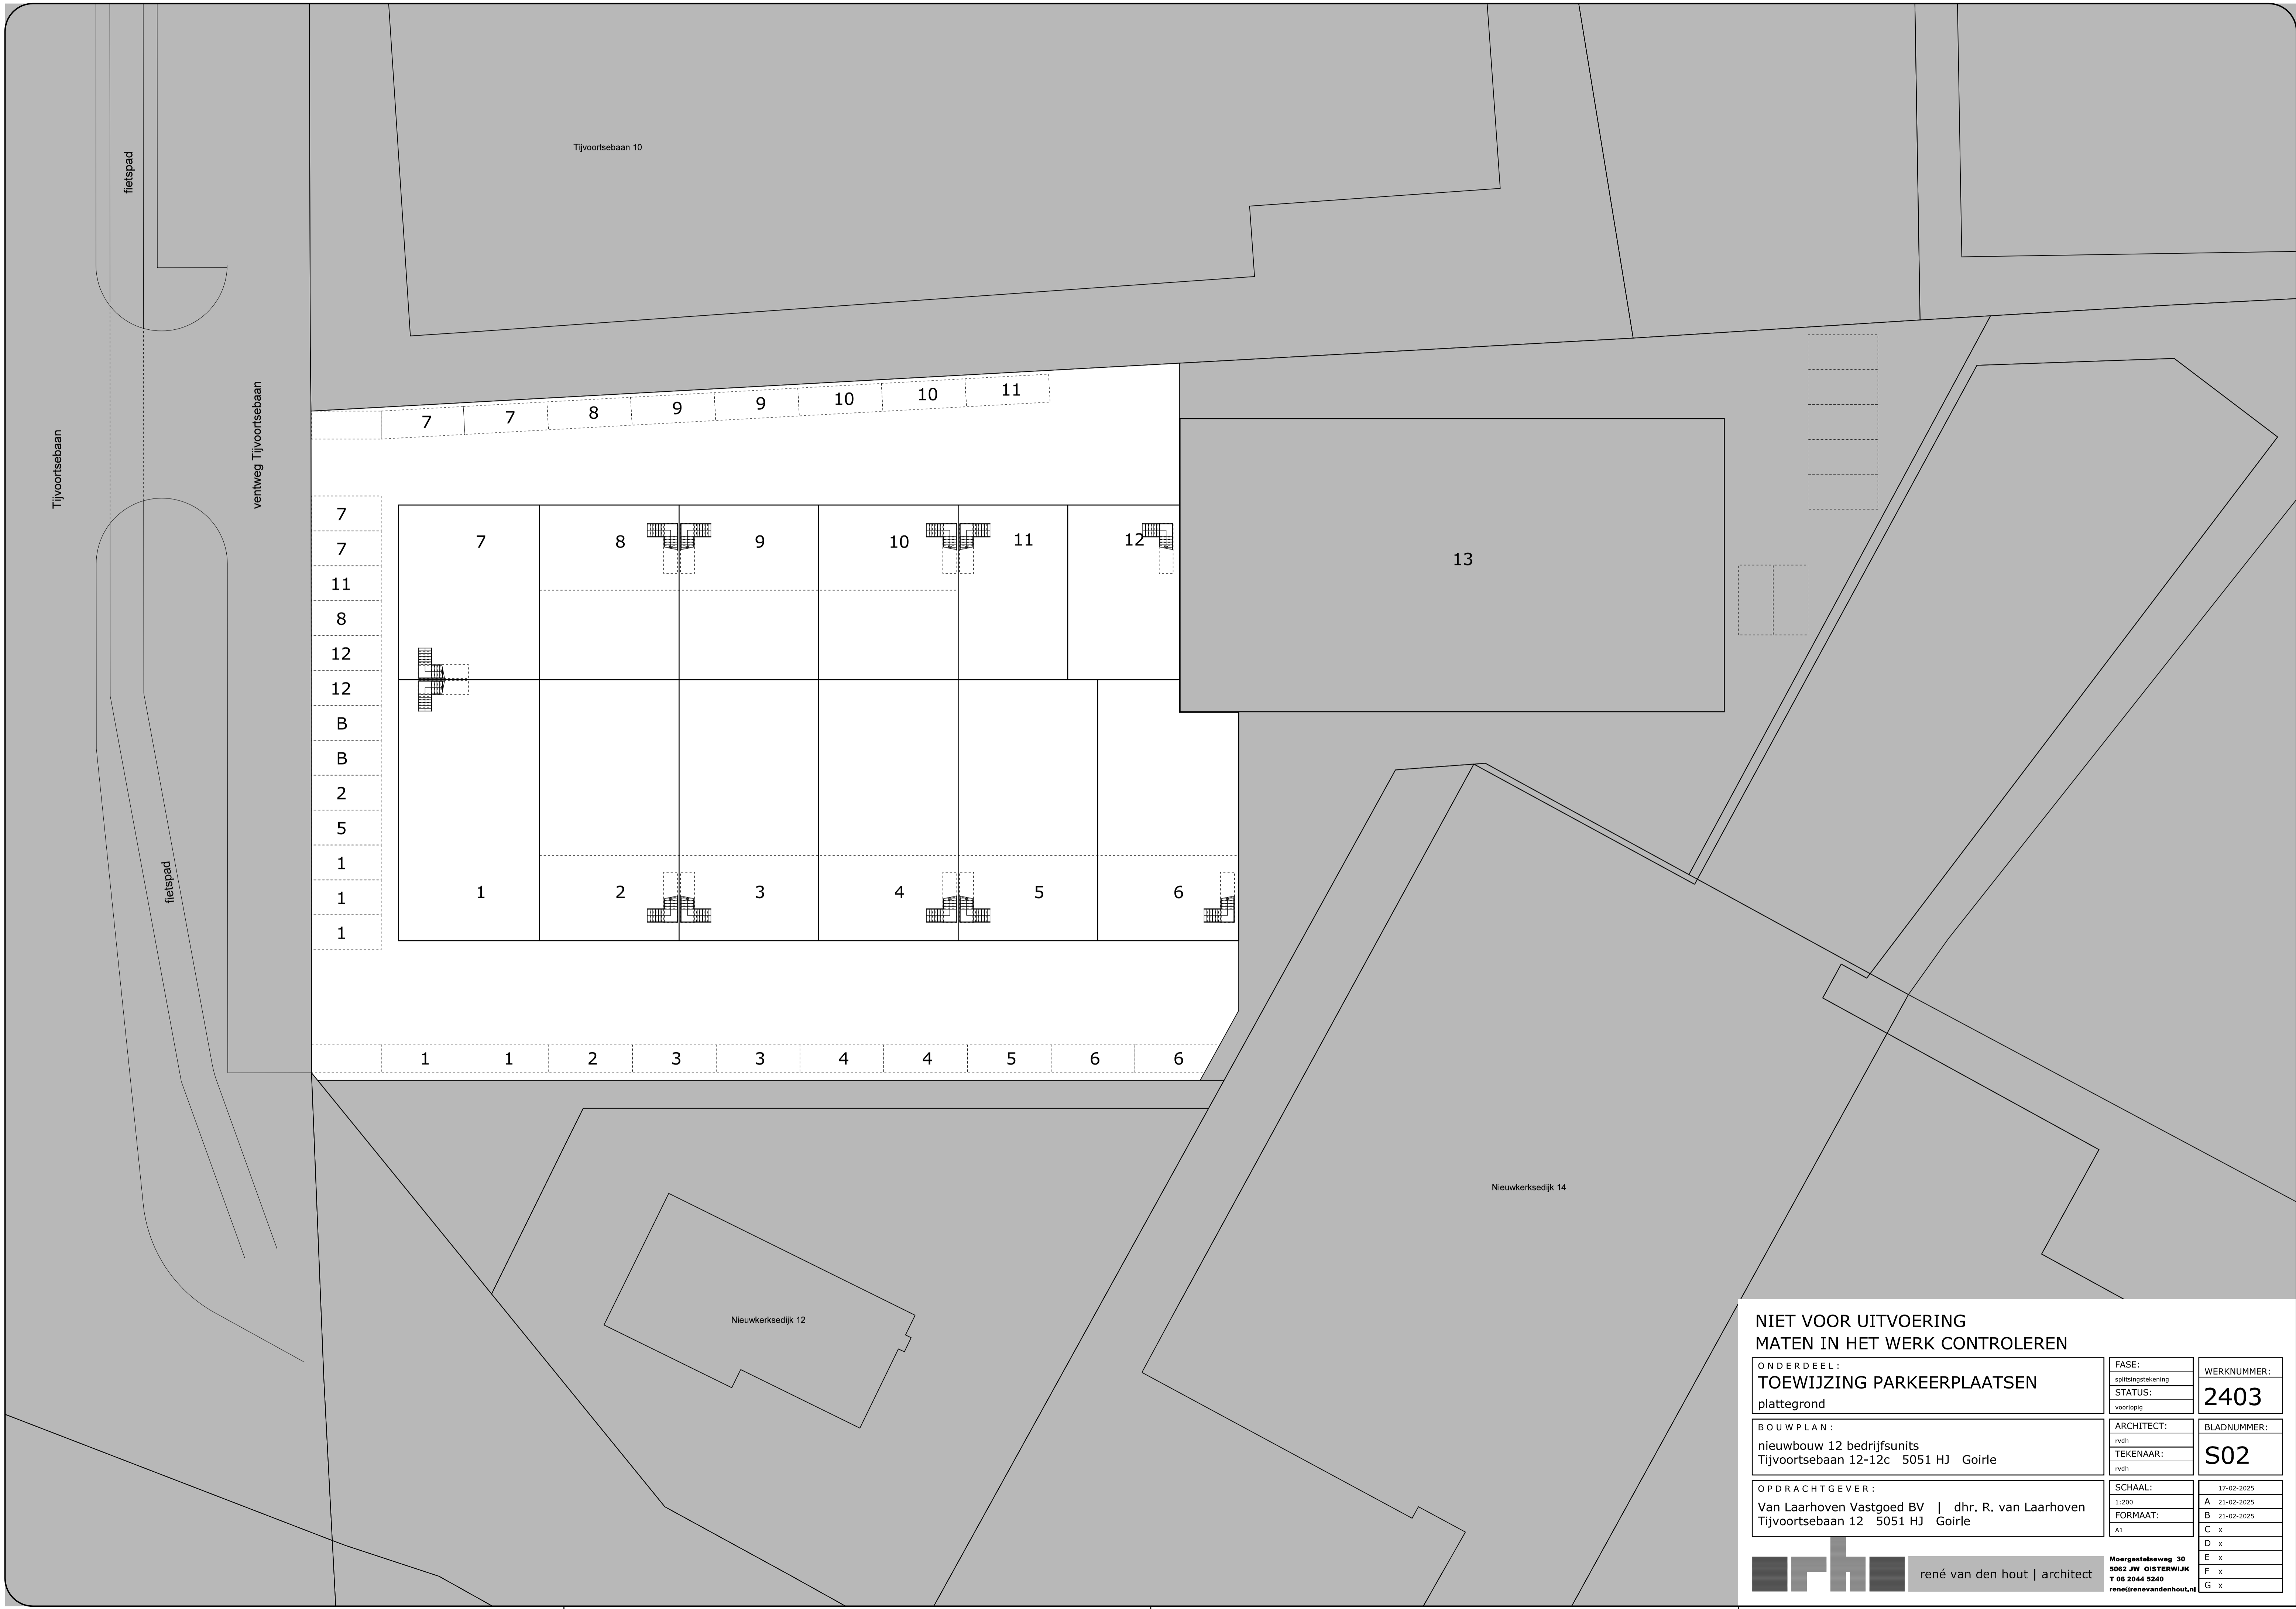 Tijvoortsebaan 10
fietspad
Tijvoortsebaan
ventweg Tijvoortsebaan
fietspad
7 7 8 9 9 10 10 11
7
7
11
8
12
12
B
B
2
5
1
1
1
7 8 9 10 11 12
13
1 2 3 4 5 6
1 1 2 3 3 4 4 5 6 6
Nieuwkerksedijk 14
Nieuwkerksedijk 12
NIET VOOR UITVOERING
MATEN IN HET WERK CONTROLEREN
ONDERDEEL:
TOEWIJZING PARKEERPLAATSEN
plattegrond
BOUWPLAN:
nieuwbouw 12 bedrijfsunits
Tijvoortsebaan 12-12c 5051 HJ Goirle
OPDRACHTGEVER:
Van Laarhoven Vastgoed BV | dhr. R. van Laarhoven
Tijvoortsebaan 12 5051 HJ Goirle
FASE:
splitsingstekening
STATUS:
voorlopig
ARCHITECT:
rvdh
TEKENAAR:
rvdh
SCHAAL:
1:200
FORMAAT:
A1
WERKNUMMER:
2403
BLADNUMMER:
S02
17-02-2025
A 21-02-2025
B 21-02-2025
C x
D x
E x
F x
G x
rené van den hout | architect
Moergestelseweg 30
5062 JW OISTERWIJK
T 06 2044 5240
rene@renevandenhout.nl